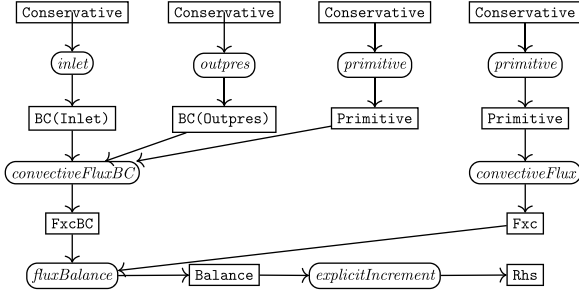 Conservative Conservative Conservative Conservative
inlet outpres primitive primitive
BC(Inlet) BC(Outpres) Primitive Primitive
convectiveFluxBC convectiveFlux
FxcBC Fxc
fluxBalance Balance explicitIncrement Rhs